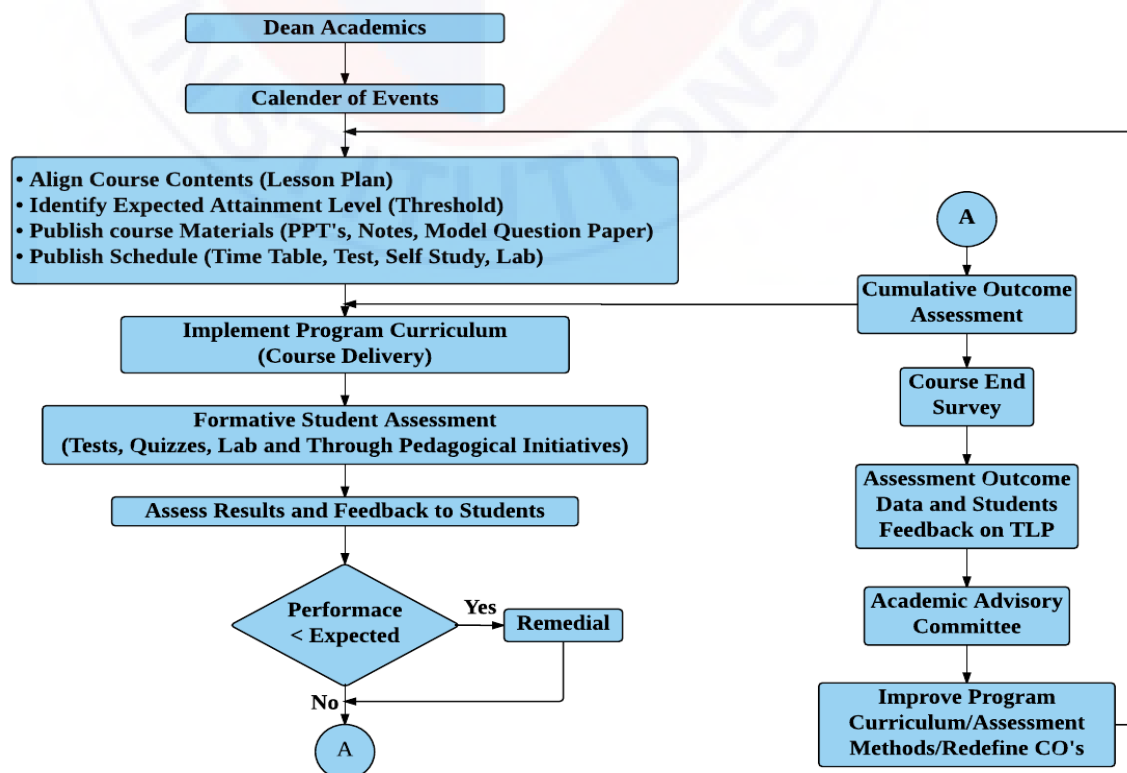 INSTITUTIONS
Dean Academics
Calender of Events
• Align Course Contents (Lesson Plan)
• Identify Expected Attainment Level (Threshold)
• Publish course Materials (PPT's, Notes, Model Question Paper)
• Publish Schedule (Time Table, Test, Self Study, Lab)
Implement Program Curriculum
(Course Delivery)
Formative Student Assessment
(Tests, Quizzes, Lab and Through Pedagogical Initiatives)
Assess Results and Feedback to Students
Performace
< Expected
Yes
Remedial
No
A
A
Cumulative Outcome
Assessment
Course End
Survey
Assessment Outcome
Data and Students
Feedback on TLP
Academic Advisory
Committee
Improve Program
Curriculum/Assessment
Methods/Redefine CO's